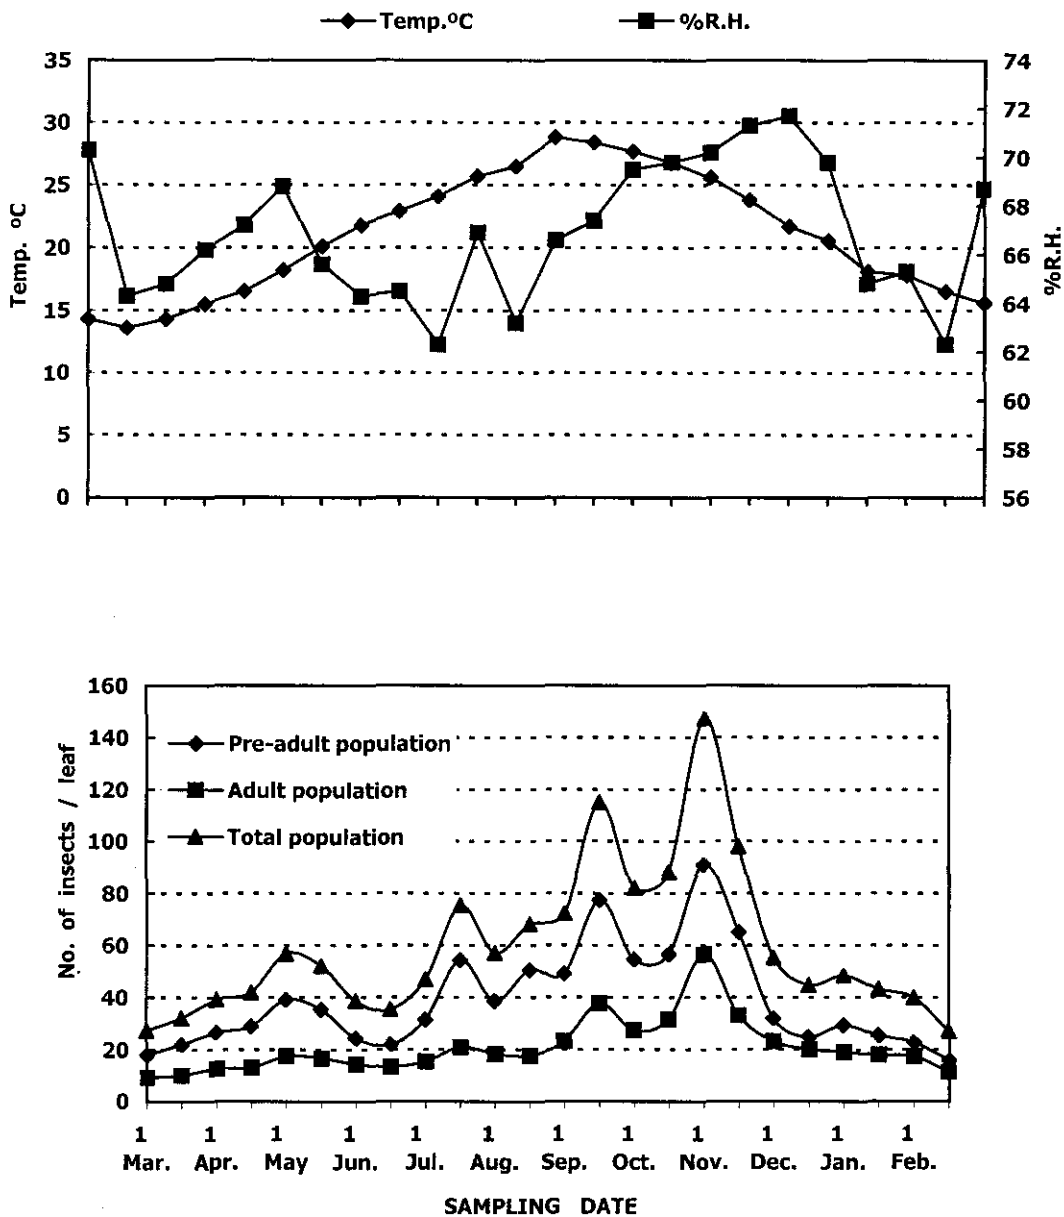 Temp.ºC %R.H.
35 74
30 72
25 70
20 68
15 66
10 64
5 62
0 60
58
56
Temp. ºC
%R.H.
160
140
120
100
80
60
40
20
0
No. of insects / leaf
Pre-adult population
Adult population
Total population
1 1 1 1 1 1 1 1 1 1 1 1
Mar. Apr. May Jun. Jul. Aug. Sep. Oct. Nov. Dec. Jan. Feb.
SAMPLING DATE